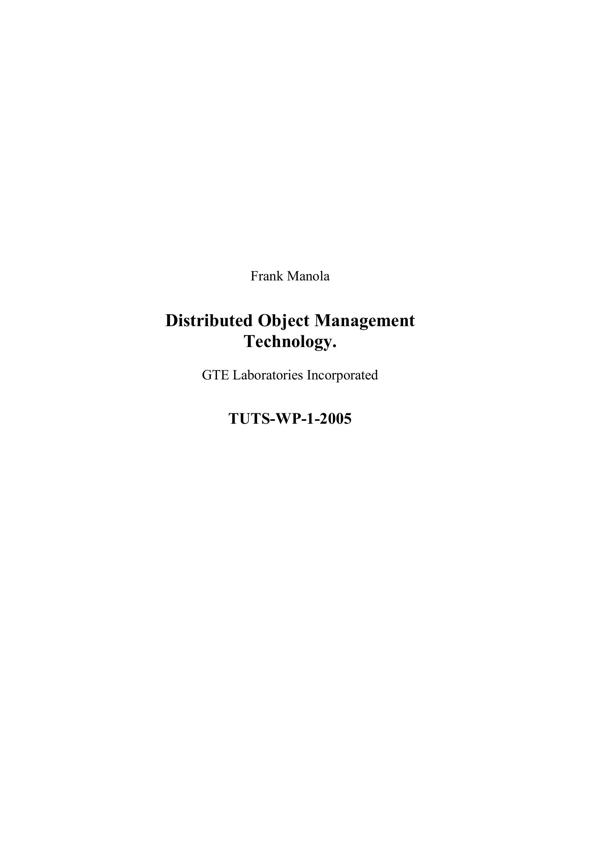 Frank Manola
Distributed Object Management
Technology.
GTE Laboratories Incorporated
TUTS-WP-1-2005